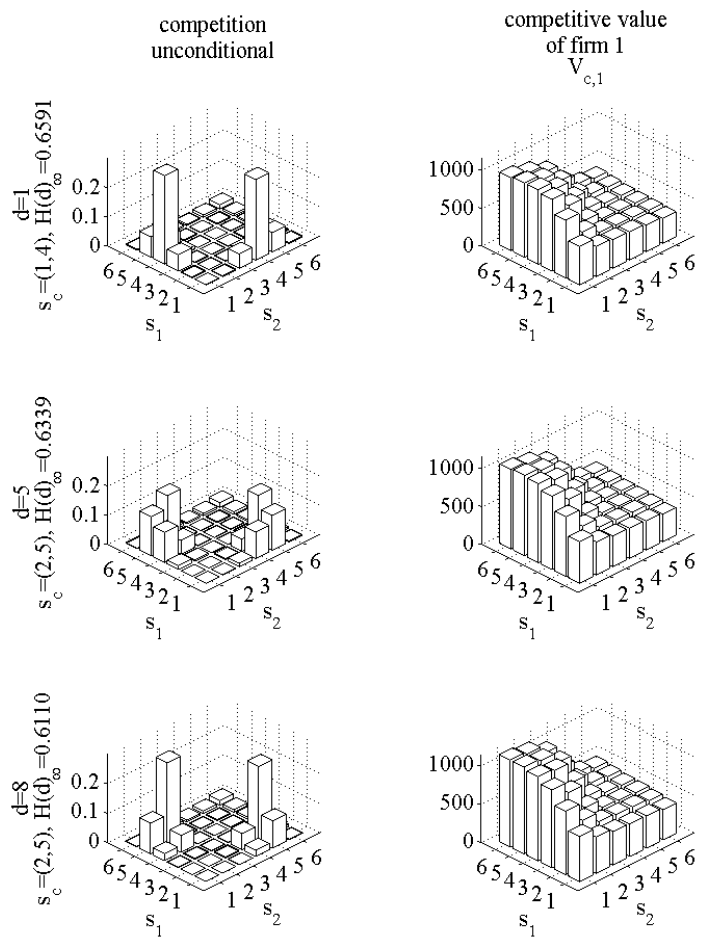 competition
unconditional
competitive value
of firm 1
V_c,1
d=1
s_c=(1,4), H(d)_∞=0.6591
0.2
0.1
0
6 5 4 3 2 1
s_1
1 2 3 4 5 6
s_2
1000
500
0
6 5 4 3 2 1
s_1
1 2 3 4 5 6
s_2
d=5
s_c=(2,5), H(d)_∞=0.6339
0.2
0.1
0
6 5 4 3 2 1
s_1
1 2 3 4 5 6
s_2
1000
500
0
6 5 4 3 2 1
s_1
1 2 3 4 5 6
s_2
d=8
s_c=(2,5), H(d)_∞=0.6110
0.2
0.1
0
6 5 4 3 2 1
s_1
1 2 3 4 5 6
s_2
1000
500
0
6 5 4 3 2 1
s_1
1 2 3 4 5 6
s_2